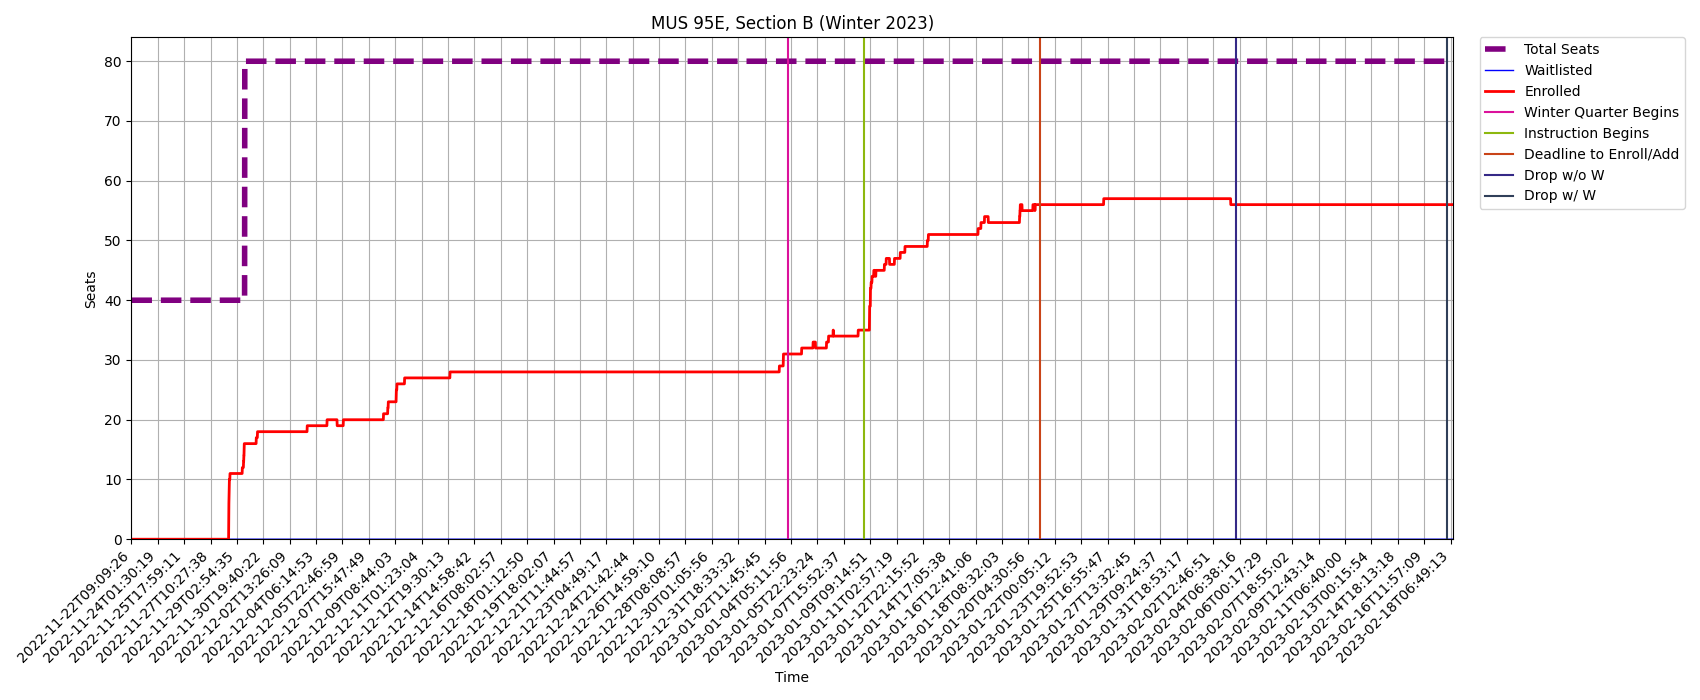 MUS 95E, Section B (Winter 2023)
Total Seats
Waitlisted
Enrolled
Winter Quarter Begins
Instruction Begins
Deadline to Enroll/Add
Drop w/o W
Drop w/ W
Seats
80
70
60
50
40
30
20
10
0
2022-11-22T09:09:26
2022-11-24T01:30:19
2022-11-25T17:59:11
2022-11-27T10:27:38
2022-11-29T02:54:35
2022-11-30T19:40:22
2022-12-02T13:26:09
2022-12-04T06:14:53
2022-12-05T22:46:59
2022-12-07T15:47:49
2022-12-09T08:44:03
2022-12-11T01:23:04
2022-12-12T19:30:13
2022-12-14T14:58:42
2022-12-16T08:02:57
2022-12-18T01:12:50
2022-12-19T18:02:07
2022-12-21T11:44:57
2022-12-23T04:49:17
2022-12-24T21:42:44
2022-12-26T14:59:10
2022-12-28T08:08:57
2022-12-30T01:05:56
2022-12-31T18:33:32
2023-01-02T11:45:45
2023-01-04T05:11:56
2023-01-05T22:23:24
2023-01-07T15:52:37
2023-01-09T09:14:51
2023-01-11T02:57:19
2023-01-12T22:15:52
2023-01-14T17:05:38
2023-01-16T12:41:06
2023-01-18T08:32:03
2023-01-20T04:30:56
2023-01-22T00:05:12
2023-01-23T19:52:53
2023-01-25T16:55:47
2023-01-27T13:32:45
2023-01-29T09:24:37
2023-01-31T18:53:17
2023-02-02T12:46:51
2023-02-04T06:38:16
2023-02-06T00:17:29
2023-02-07T18:55:02
2023-02-09T12:43:14
2023-02-11T06:40:00
2023-02-13T00:15:54
2023-02-14T18:13:18
2023-02-16T11:57:09
2023-02-18T06:49:13
Time